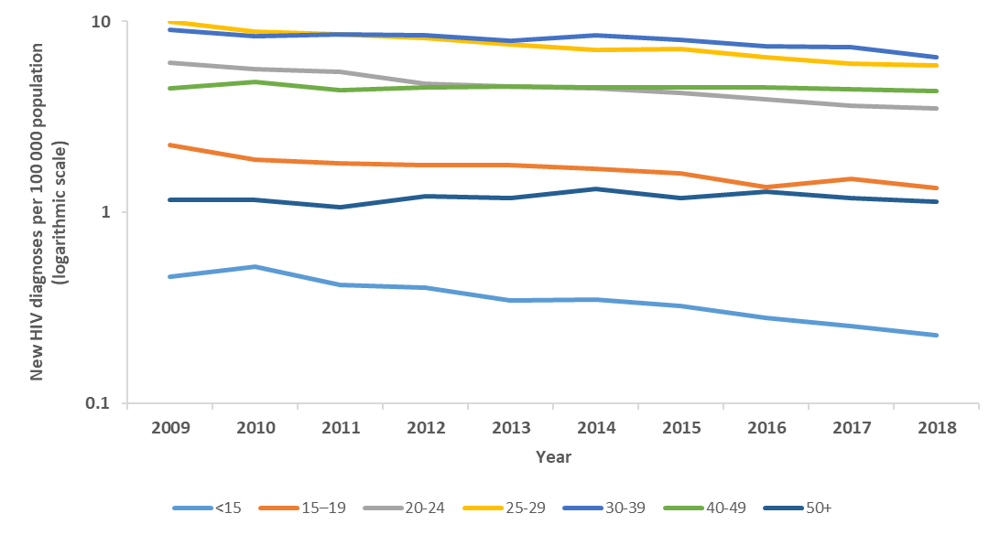 New HIV diagnoses per 100 000 population
(logarithmic scale)
10
1
0.1
2009 2010 2011 2012 2013 2014 2015 2016 2017 2018
Year
<15 15–19 20-24 25-29 30-39 40-49 50+